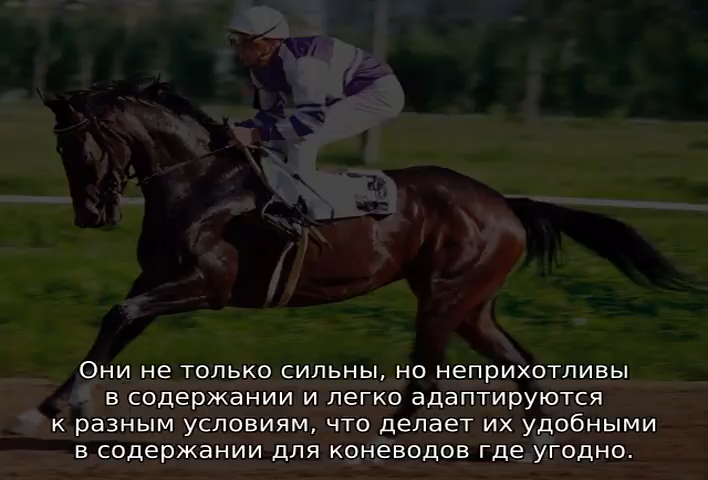 Они не только сильны, но неприхотливы
в содержании и легко адаптируются
к разным условиям, что делает их удобными
в содержании для коневодов где угодно.